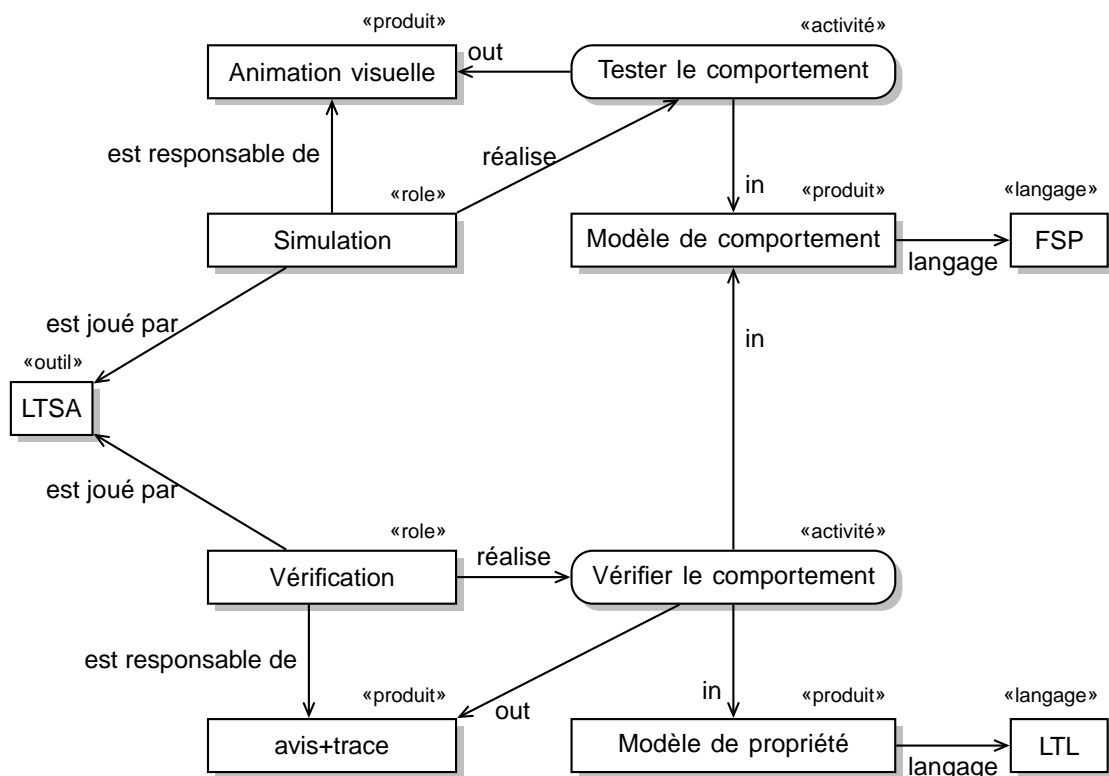 «produit»
«activité»
Animation visuelle
out
Tester le comportement
est responsable de
réalise
in
«role»
«produit»
«langage»
Simulation
Modèle de comportement
langage
FSP
est joué par
in
«outil»
LTSA
est joué par
«role»
«activité»
Vérification
réalise
Vérifier le comportement
est responsable de
in
«produit»
out
«produit»
«langage»
avis+trace
Modèle de propriété
langage
LTL